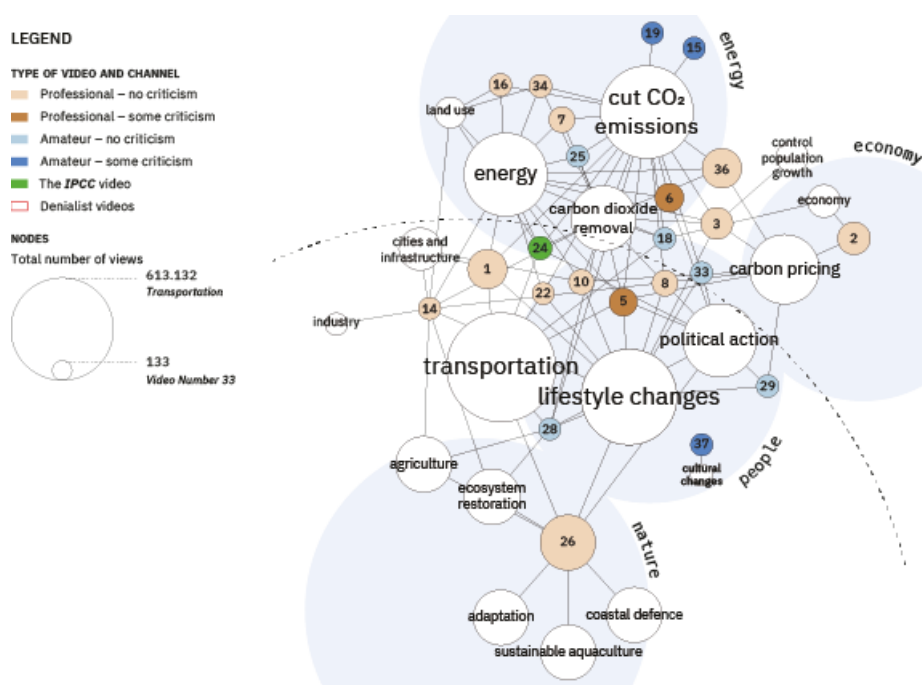 LEGEND
TYPE OF VIDEO AND CHANNEL
Professional – no criticism
Professional – some criticism
Amateur – no criticism
Amateur – some criticism
The IPCC video
Denialist videos
NODES
Total number of views
613.132
Transportation
133
Video Number 33
19
15
energy
16
34
land use
cut CO₂
emissions
7
25
energy
36
control
population
growth
economy
6
carbon dioxide
removal
economy
3
2
18
24
cities and
infrastructure
1
33
carbon pricing
10
8
22
5
14
industry
political action
transportation
lifestyle changes
29
28
37
cultural
changes
people
agriculture
ecosystem
restoration
26
nature
adaptation
coastal defence
sustainable aquaculture